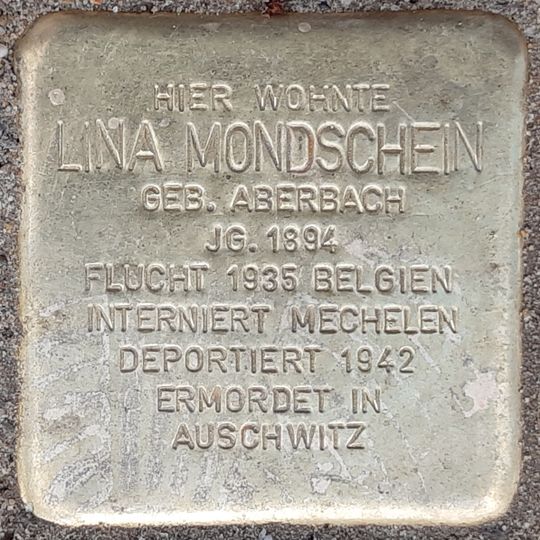 HIER WOHNTE
LINA MONDSCHEIN
GEB. ABERBACH
JG. 1894
FLUCHT 1935 BELGIEN
INTERNIERT MECHELEN
DEPORTIERT 1942
ERMORDET IN
AUSCHWITZ